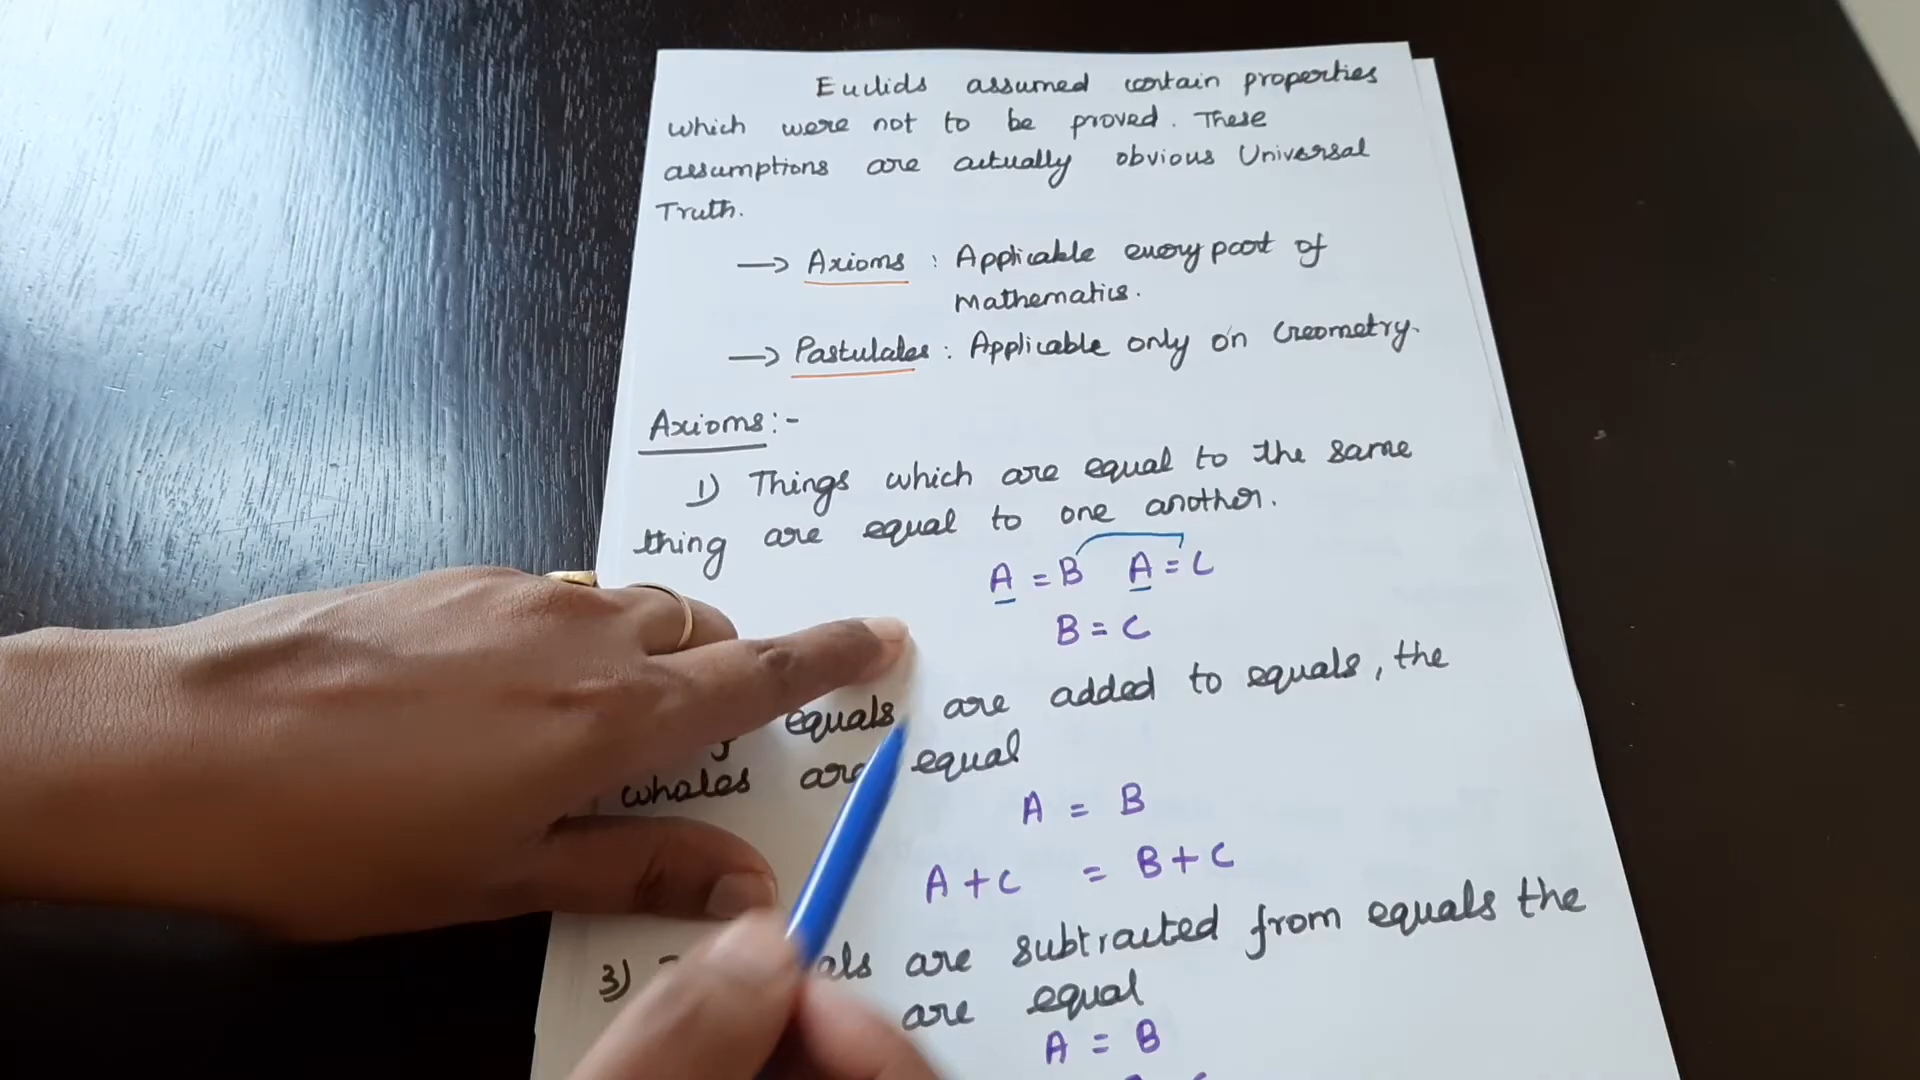 Euclids assumed certain properties
which were not to be proved. These
assumptions are actually obvious Universal
Truth.
→ Axioms : Applicable every part of
Mathematics.
→ Pastulates : Applicable only on Geometry.
Axioms:-
1) Things which are equal to the same
thing are equal to one another.
A = B A = C
B = C
equals are added to equals, the
wholes are equal
A = B
A + C = B + C
3) are subtracted from equals the
are equal
A = B